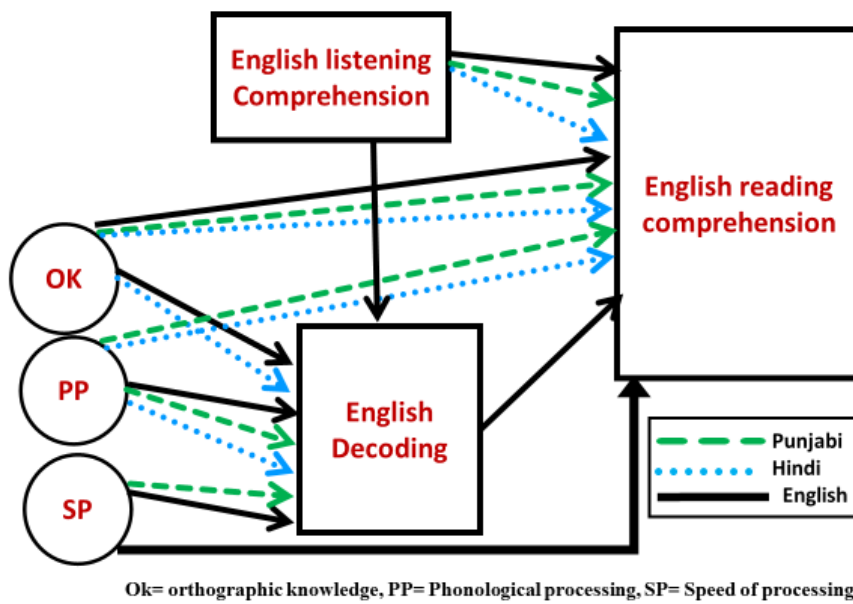 English listening
Comprehension
English reading
comprehension
OK
PP
SP
English
Decoding
Punjabi
Hindi
English
Ok= orthographic knowledge, PP= Phonological processing, SP= Speed of processing